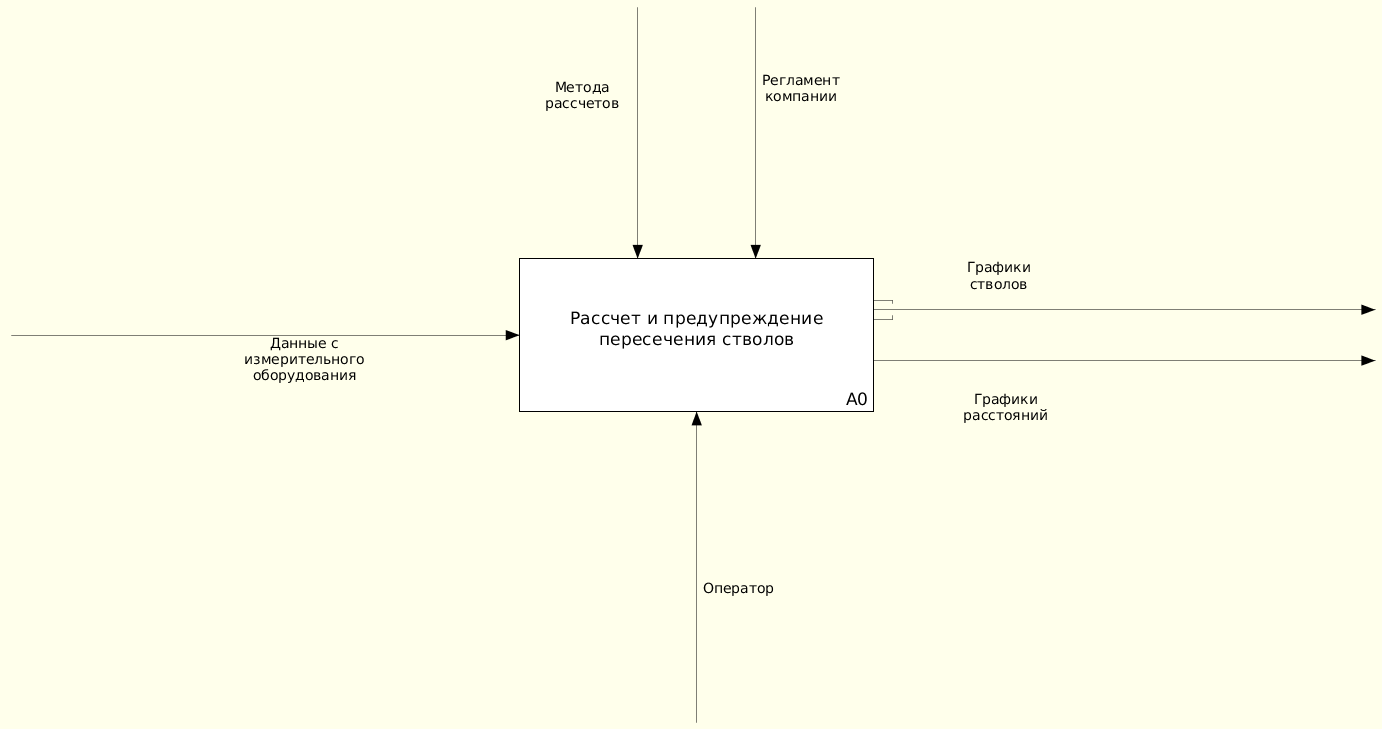 Метода
рассчетов
Регламент
компании
Графики
стволов
Рассчет и предупреждение
пересечения стволов
Данные с
измерительного
оборудования
A0
Графики
расстояний
Оператор